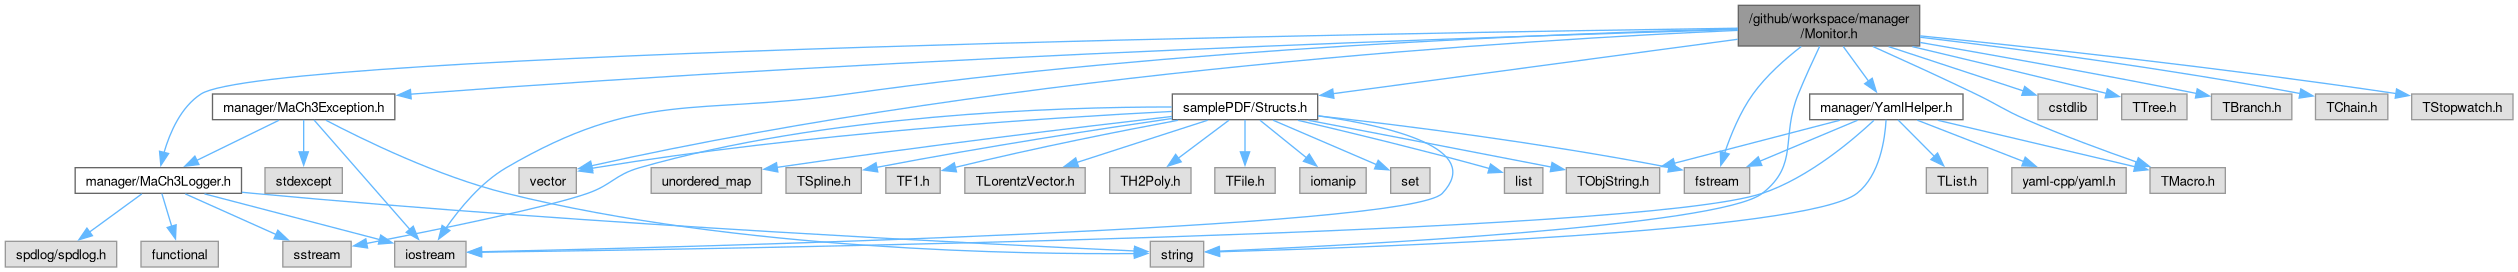 /github/workspace/manager
/Monitor.h
manager/MaCh3Exception.h
samplePDF/Structs.h
manager/YamlHelper.h
cstdlib
TTree.h
TBranch.h
TChain.h
TStopwatch.h
manager/MaCh3Logger.h
stdexcept
vector
unordered_map
TSpline.h
TF1.h
TLorentzVector.h
TH2Poly.h
TFile.h
iomanip
set
list
TObjString.h
fstream
TList.h
yaml-cpp/yaml.h
TMacro.h
spdlog/spdlog.h
functional
sstream
iostream
string